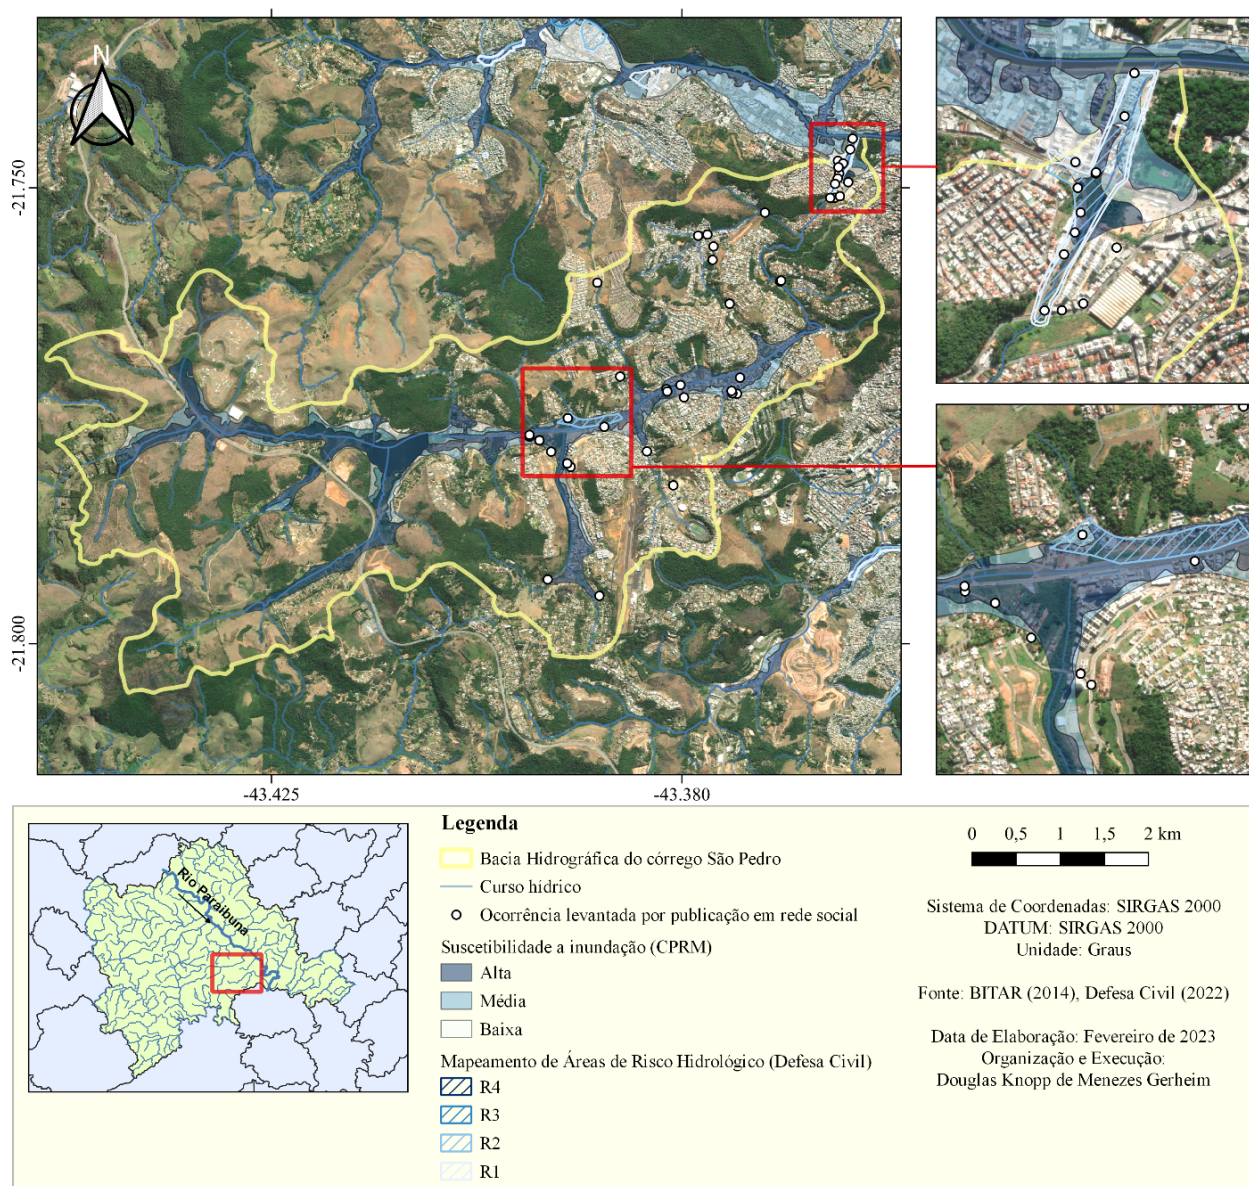 N
-21.750
-21.800
-43.425
-43.380
Rio Paraibuna
Legenda
Bacia Hidrográfica do córrego São Pedro
Curso hídrico
Ocorrência levantada por publicação em rede social
Suscetibilidade a inundação (CPRM)
Alta
Média
Baixa
Mapeamento de Áreas de Risco Hidrológico (Defesa Civil)
R4
R3
R2
R1
0 0,5 1 1,5 2 km
Sistema de Coordenadas: SIRGAS 2000
DATUM: SIRGAS 2000
Unidade: Graus
Fonte: BITAR (2014), Defesa Civil (2022)
Data de Elaboração: Fevereiro de 2023
Organização e Execução:
Douglas Knopp de Menezes Gerheim